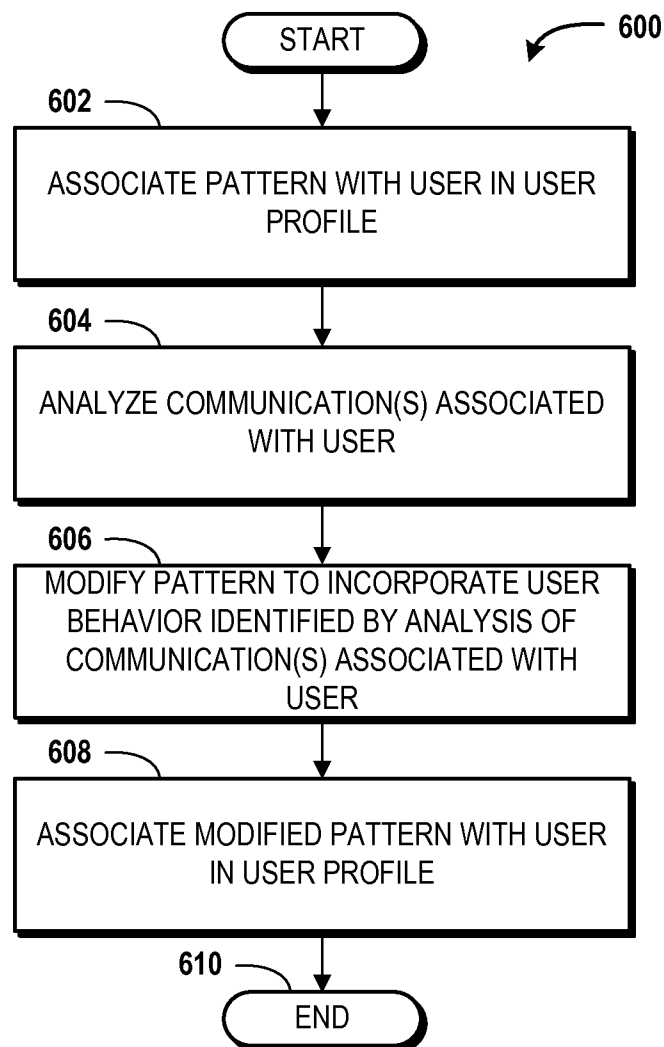 START
600
602
ASSOCIATE PATTERN WITH USER IN USER
PROFILE
604
ANALYZE COMMUNICATION(S) ASSOCIATED
WITH USER
606
MODIFY PATTERN TO INCORPORATE USER
BEHAVIOR IDENTIFIED BY ANALYSIS OF
COMMUNICATION(S) ASSOCIATED WITH
USER
608
ASSOCIATE MODIFIED PATTERN WITH USER
IN USER PROFILE
610
END